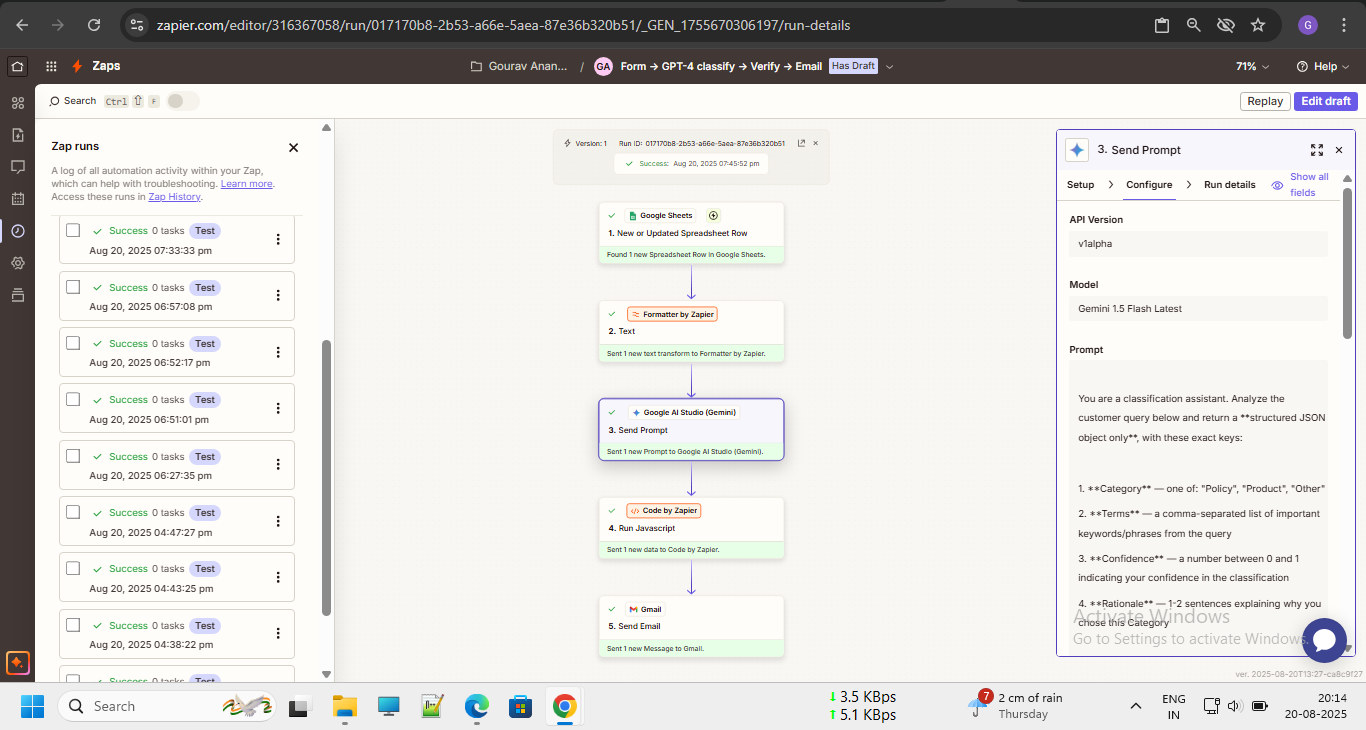 zapier.com/editor/316367058/run/017170b8-2b53-a66e-5aea-87e36b320b51/_GEN_1755670306197/run-details
G
Zaps
Gourav Anan... / GA Form → GPT-4 classify → Verify → Email Has Draft
71%
Help
Search Ctrl ⇧ F
Replay
Edit draft
Zap runs
A log of all automation activity within your Zap,
which can help with troubleshooting. Learn more.
Access these runs in Zap History.
Success 0 tasks Test
Aug 20, 2025 07:33:33 pm
Success 0 tasks Test
Aug 20, 2025 06:57:08 pm
Success 0 tasks Test
Aug 20, 2025 06:52:17 pm
Success 0 tasks Test
Aug 20, 2025 06:51:01 pm
Success 0 tasks Test
Aug 20, 2025 06:27:35 pm
Success 0 tasks Test
Aug 20, 2025 04:47:27 pm
Success 0 tasks Test
Aug 20, 2025 04:43:25 pm
Success 0 tasks Test
Aug 20, 2025 04:38:22 pm
Success 0 tasks Test
Version: 1 Run ID: 017170b8-2b53-a66e-5aea-87e36b320b51
Success: Aug 20, 2025 07:45:52 pm
Google Sheets
1. New or Updated Spreadsheet Row
Found 1 new Spreadsheet Row in Google Sheets.
Formatter by Zapier
2. Text
Sent 1 new text transform to Formatter by Zapier.
Google AI Studio (Gemini)
3. Send Prompt
Sent 1 new Prompt to Google AI Studio (Gemini).
Code by Zapier
4. Run Javascript
Sent 1 new data to Code by Zapier.
Gmail
5. Send Email
Sent 1 new Message to Gmail.
3. Send Prompt
Setup Configure Run details Show all
fields
API Version
v1alpha
Model
Gemini 1.5 Flash Latest
Prompt
You are a classification assistant. Analyze the
customer query below and return a **structured JSON
object only**, with these exact keys:
1. **Category** — one of: "Policy", "Product", "Other"
2. **Terms** — a comma-separated list of important
keywords/phrases from the query
3. **Confidence** — a number between 0 and 1
indicating your confidence in the classification
4. **Rationale** — 1-2 sentences explaining why you
chose this Category
Activate Windows
Go to Settings to activate Windows.
ver. 2025-08-20T13:27-ca8c9f27
Search
3.5 KBps
5.1 KBps
7
2 cm of rain
Thursday
ENG
IN
20:14
20-08-2025